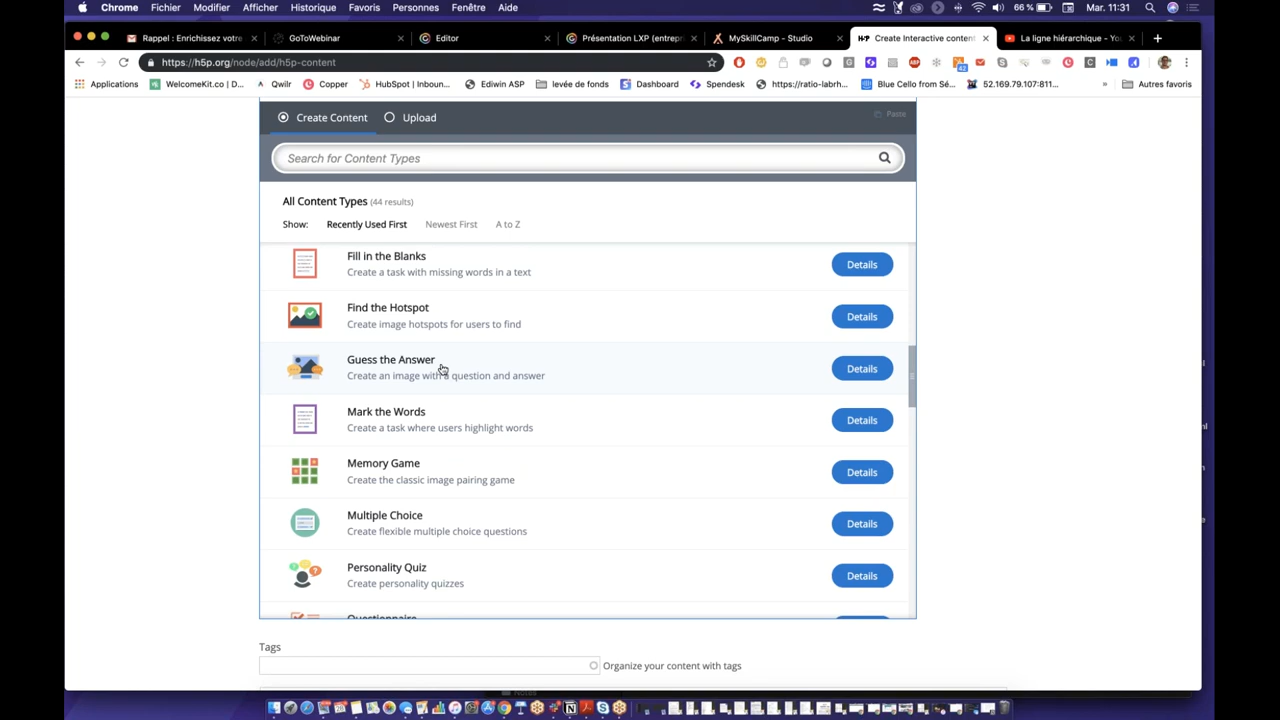 Chrome Fichier Modifier Afficher Historique Favoris Personnes Fenêtre Aide 66 % Mar. 11:31
Rappel : Enrichissez votre GoToWebinar Editor Présentation LXP (entrep MySkillCamp - Studio Create Interactive content La ligne hiérarchique - You
https://h5p.org/node/add/h5p-content
Applications WelcomeKit.co | D... Qwilr Copper HubSpot | Inboun... Ediwin ASP levée de fonds Dashboard Spendesk https://ratio-labrh... Blue Cello from Sé... 52.169.79.107:811... » Autres favoris
Create Content Upload Paste
Search for Content Types
All Content Types (44 results)
Show: Recently Used First Newest First A to Z
Fill in the Blanks
Create a task with missing words in a text
Details
Find the Hotspot
Create image hotspots for users to find
Details
Guess the Answer
Create an image with a question and answer
Details
Mark the Words
Create a task where users highlight words
Details
Memory Game
Create the classic image pairing game
Details
Multiple Choice
Create flexible multiple choice questions
Details
Personality Quiz
Create personality quizzes
Details
Questionnaire
Tags
Organize your content with tags
Notes